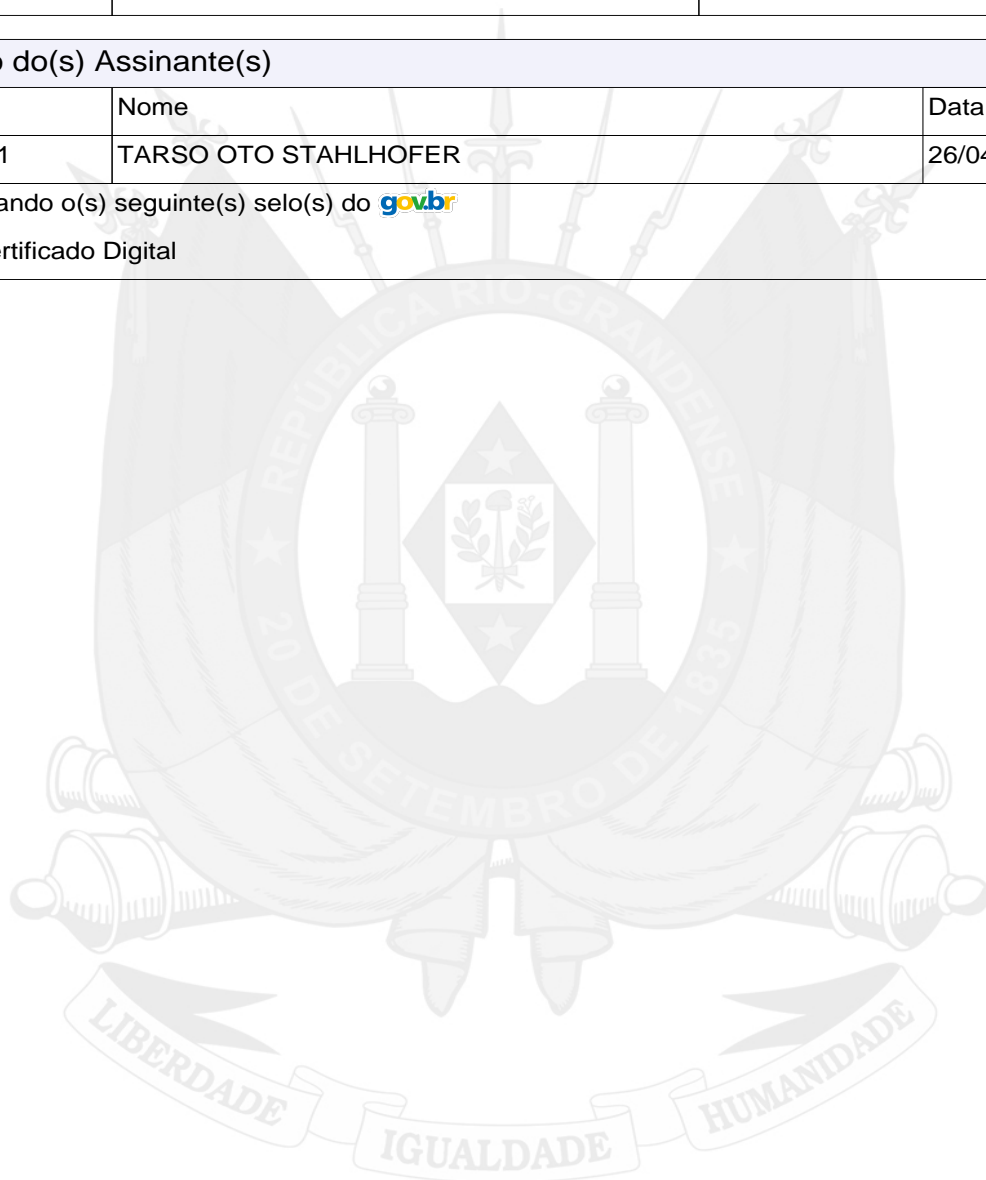 o do(s) Assinante(s)
Nome
Data
1
TARSO OTO STAHLHOFER
26/04
ando o(s) seguinte(s) selo(s) do gov.br
rtificado Digital
REPÚBLICA RIO-GRANDENSE
★ 20 DE SETEMBRO DE 1835 ★
LIBERDADE
IGUALDADE
HUMANIDADE